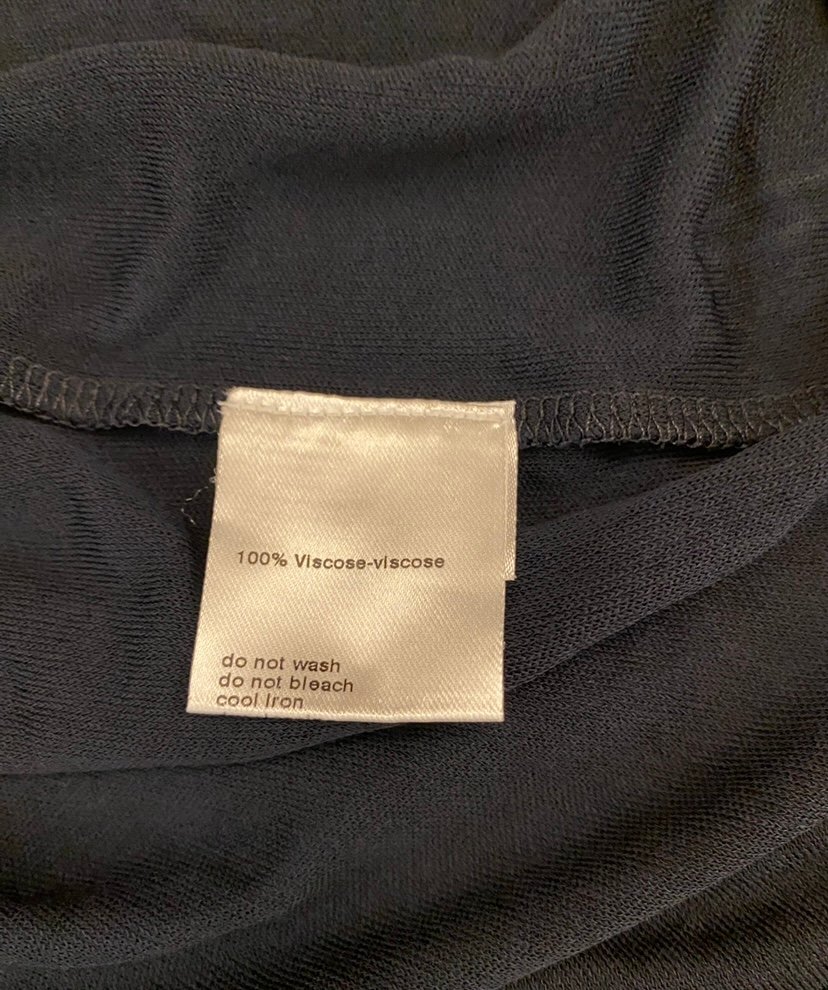 100% Viscose-viscose
do not wash
do not bleach
cool iron